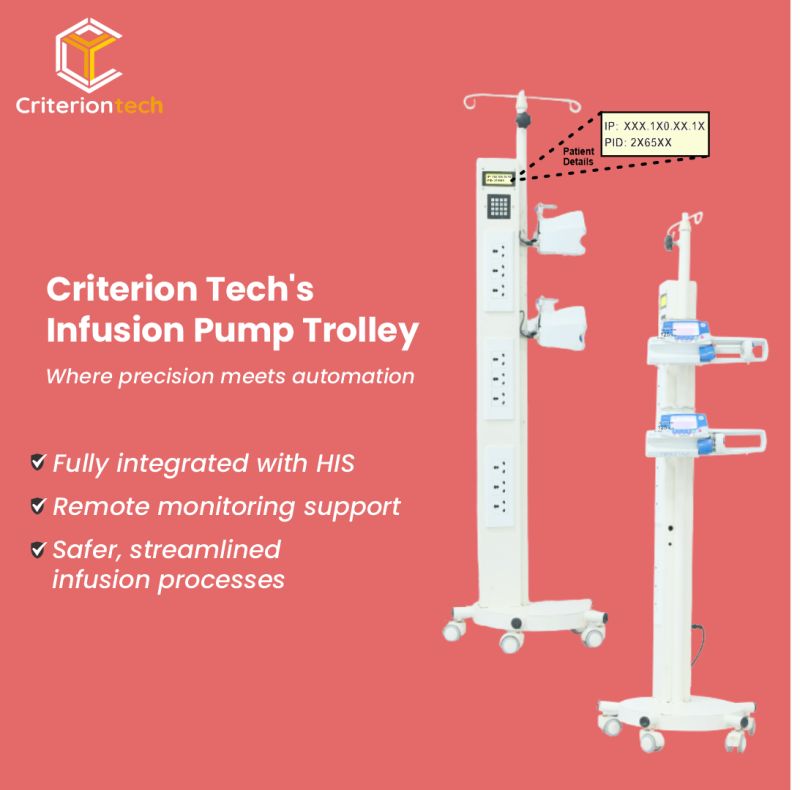 Criteriontech
IP: XXX.1X0.XX.1X
PID: 2X65XX
Patient
Details
Criterion Tech's
Infusion Pump Trolley
Where precision meets automation
Fully integrated with HIS
Remote monitoring support
Safer, streamlined
infusion processes